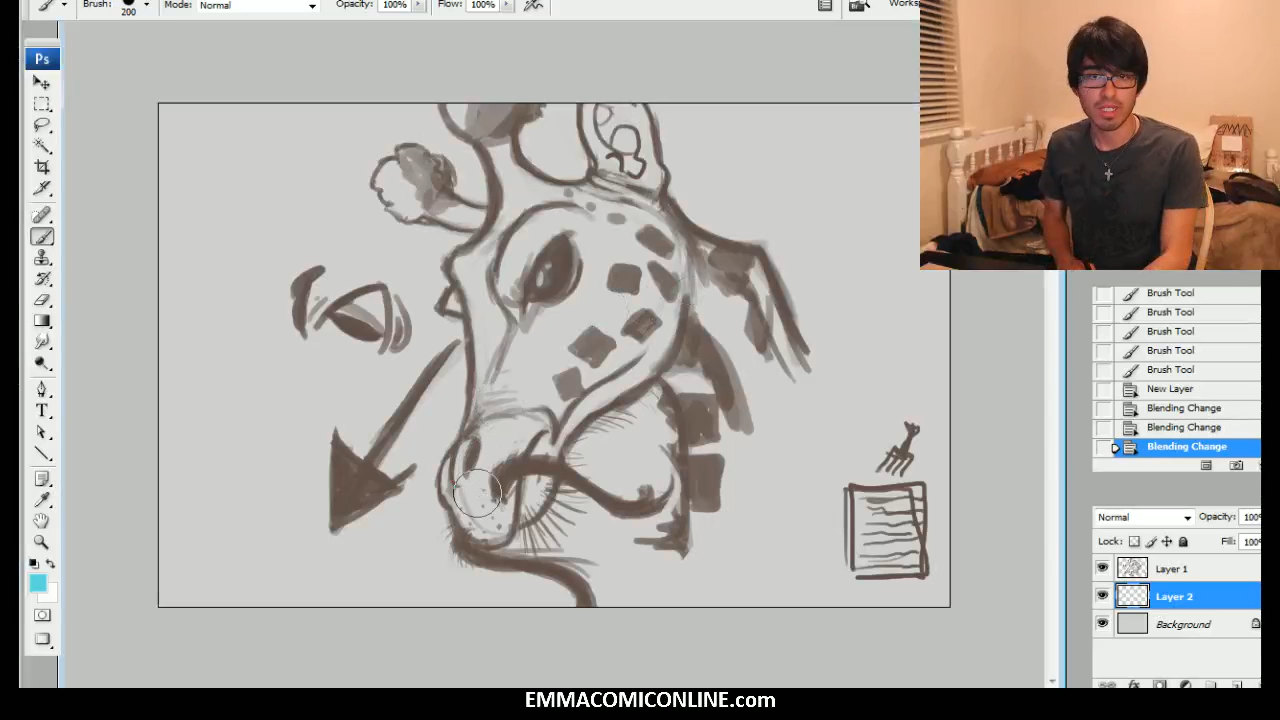 Brush:
200
Mode: Normal
Opacity: 100%
Flow: 100%
Ps
T
Brush Tool
Brush Tool
Brush Tool
Brush Tool
Brush Tool
New Layer
Blending Change
Blending Change
Blending Change
Normal
Opacity:
Lock:
Fill:
Layer 1
Layer 2
Background
EMMACOMICONLINE.com